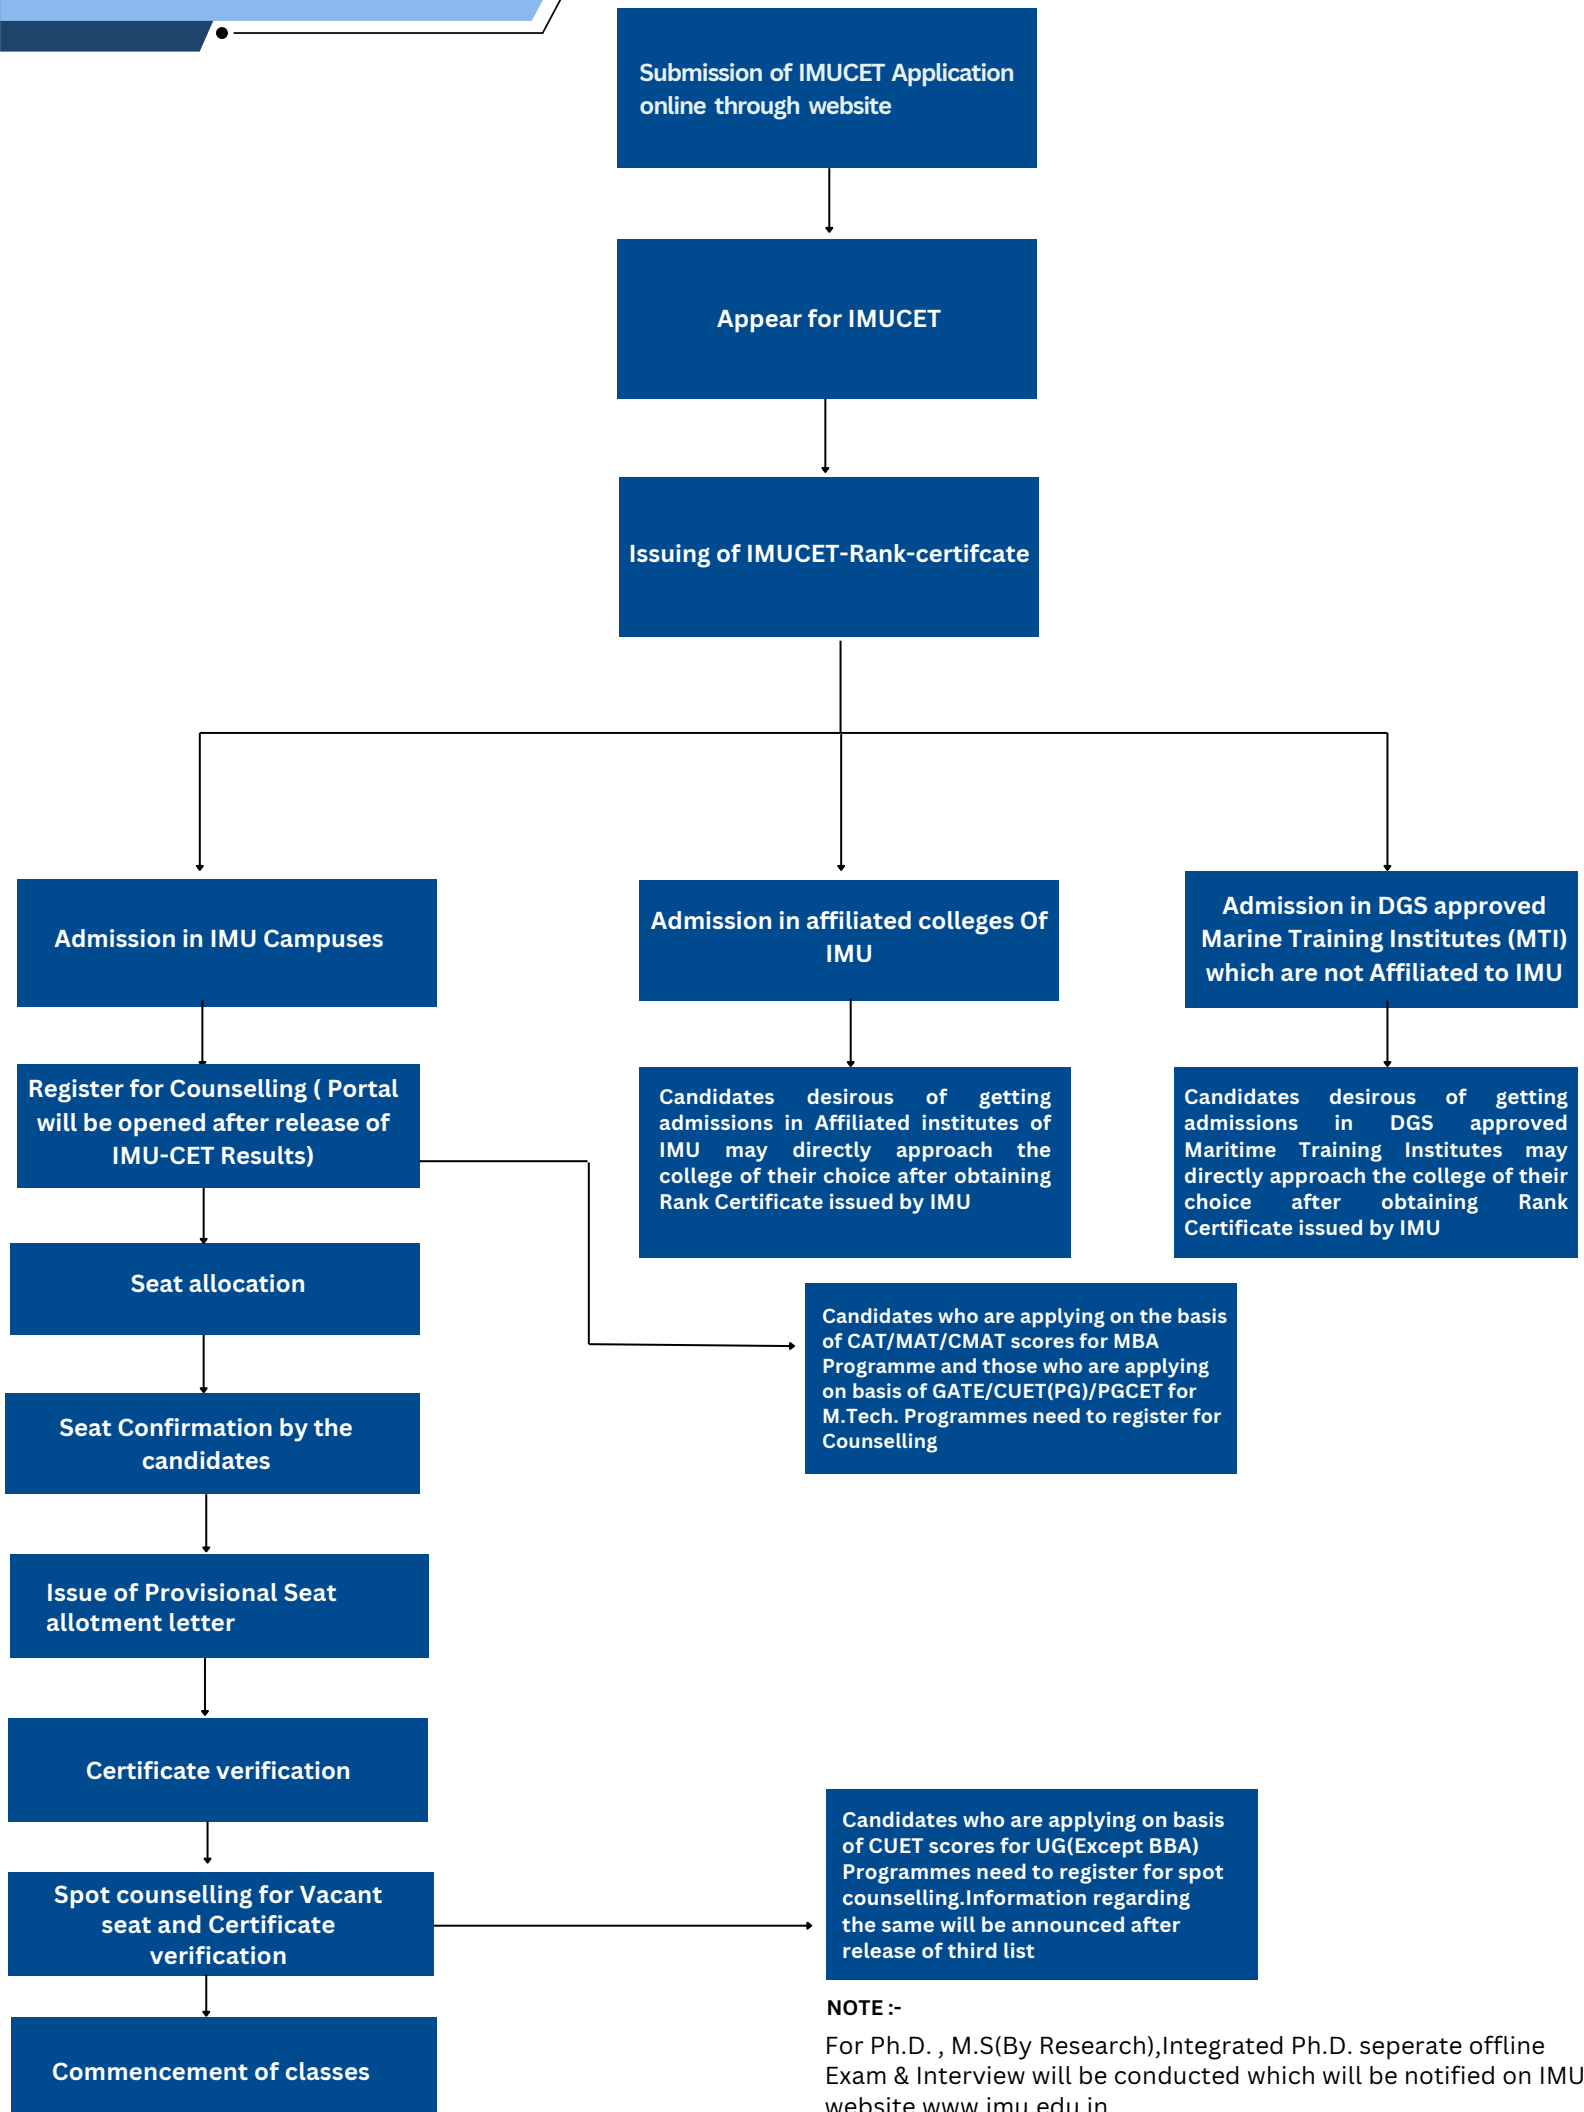 Submission of IMUCET Application
online through website
Appear for IMUCET
Issuing of IMUCET-Rank-certifcate
Admission in IMU Campuses
Admission in affiliated colleges Of
IMU
Admission in DGS approved
Marine Training Institutes (MTI)
which are not Affiliated to IMU
Register for Counselling ( Portal
will be opened after release of
IMU-CET Results)
Candidates desirous of getting
admissions in Affiliated institutes of
IMU may directly approach the
college of their choice after obtaining
Rank Certificate issued by IMU
Candidates desirous of getting
admissions in DGS approved
Maritime Training Institutes may
directly approach the college of their
choice after obtaining Rank
Certificate issued by IMU
Seat allocation
Candidates who are applying on the basis
of CAT/MAT/CMAT scores for MBA
Programme and those who are applying
on basis of GATE/CUET(PG)/PGCET for
M.Tech. Programmes need to register for
Counselling
Seat Confirmation by the
candidates
Issue of Provisional Seat
allotment letter
Certificate verification
Spot counselling for Vacant
seat and Certificate
verification
Candidates who are applying on basis
of CUET scores for UG(Except BBA)
Programmes need to register for spot
counselling.Information regarding
the same will be announced after
release of third list
Commencement of classes
NOTE :-
For Ph.D. , M.S(By Research),Integrated Ph.D. seperate offline
Exam & Interview will be conducted which will be notified on IMU
website www.imu.edu.in